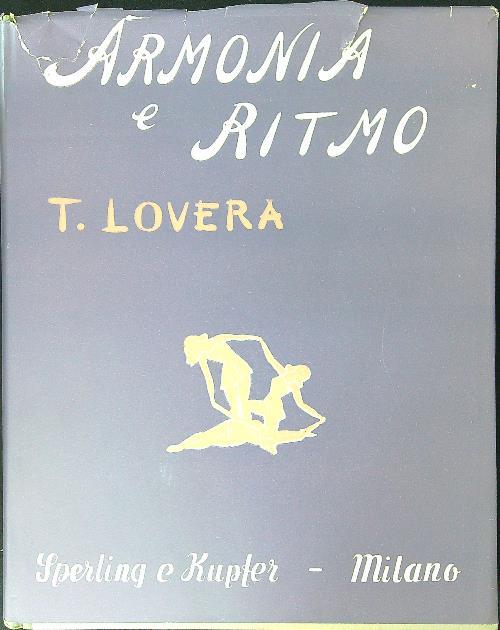 ARMONIA
e RITMO
T. LOVERA
Sperling e Kupfer - Milano